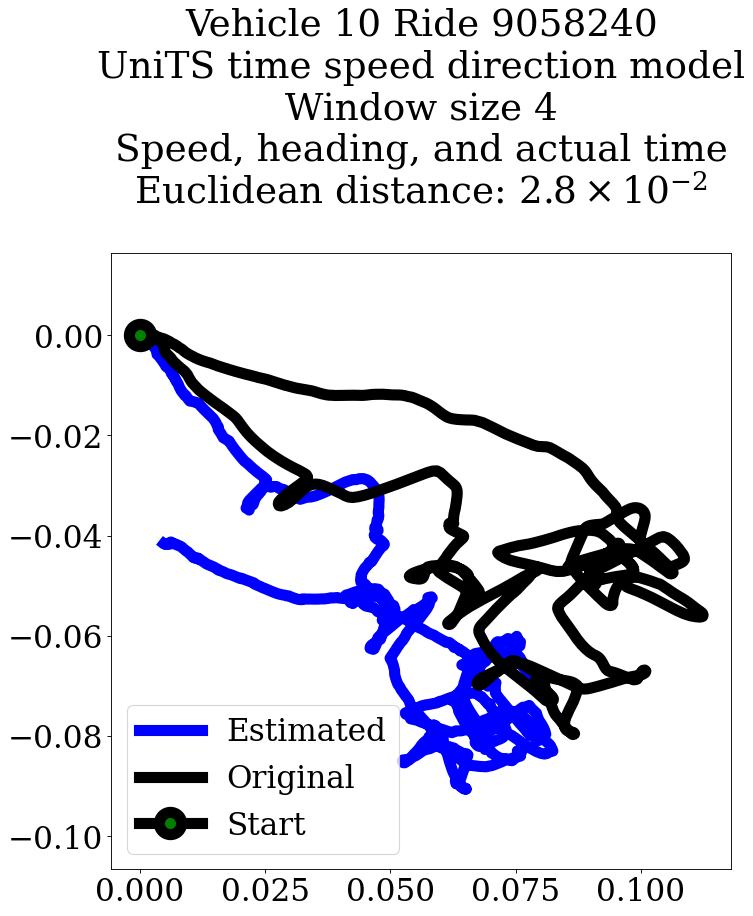 Vehicle 10 Ride 9058240
UniTS time speed direction model
Window size 4
Speed, heading, and actual time
Euclidean distance: $2.8 \times 10^{-2}$
0.00
−0.02
−0.04
−0.06
−0.08
−0.10
Estimated
Original
Start
0.000 0.025 0.050 0.075 0.100